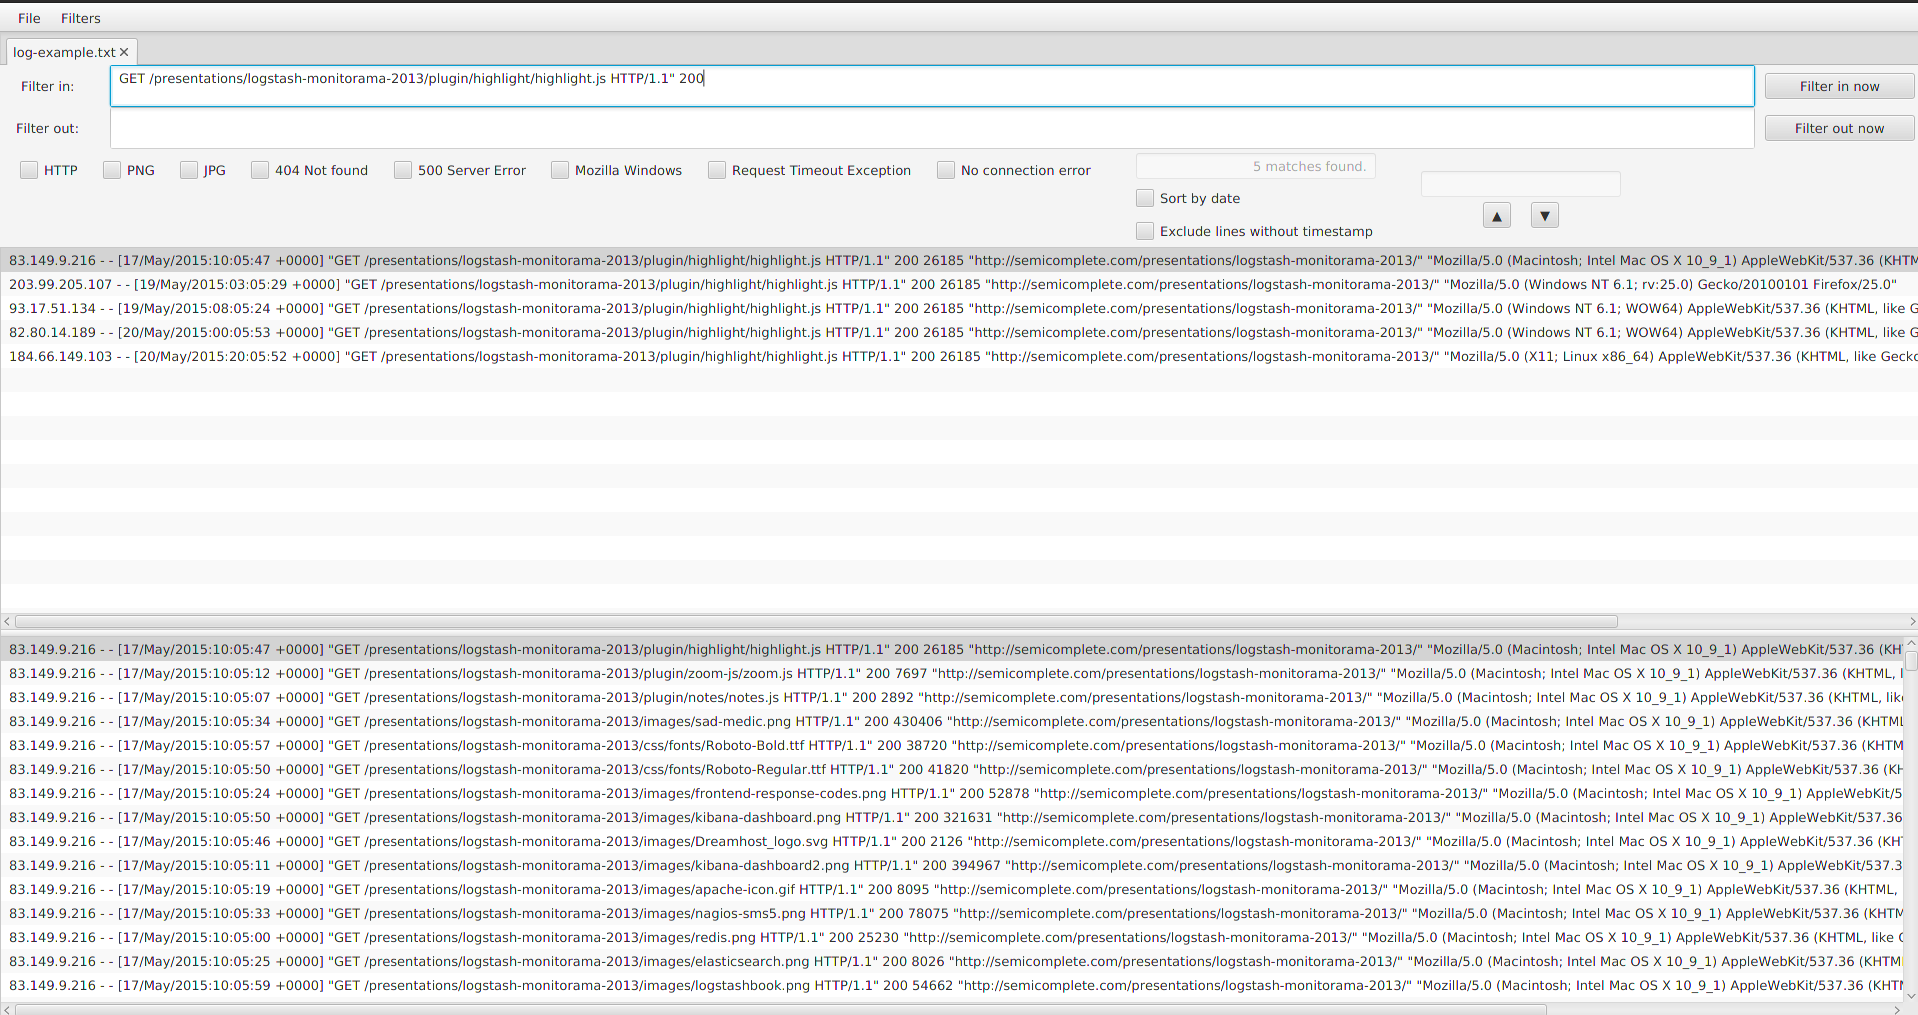 File Filters
log-example.txt ✕
Filter in: GET /presentations/logstash-monitorama-2013/plugin/highlight/highlight.js HTTP/1.1" 200 Filter in now
Filter out: Filter out now
HTTP PNG JPG 404 Not found 500 Server Error Mozilla Windows Request Timeout Exception No connection error 5 matches found.
Sort by date
▲ ▼
Exclude lines without timestamp
83.149.9.216 - - [17/May/2015:10:05:47 +0000] "GET /presentations/logstash-monitorama-2013/plugin/highlight/highlight.js HTTP/1.1" 200 26185 "http://semicomplete.com/presentations/logstash-monitorama-2013/" "Mozilla/5.0 (Macintosh; Intel Mac OS X 10_9_1) AppleWebKit/537.36 (KHTM
203.99.205.107 - - [19/May/2015:03:05:29 +0000] "GET /presentations/logstash-monitorama-2013/plugin/highlight/highlight.js HTTP/1.1" 200 26185 "http://semicomplete.com/presentations/logstash-monitorama-2013/" "Mozilla/5.0 (Windows NT 6.1; rv:25.0) Gecko/20100101 Firefox/25.0"
93.17.51.134 - - [19/May/2015:08:05:24 +0000] "GET /presentations/logstash-monitorama-2013/plugin/highlight/highlight.js HTTP/1.1" 200 26185 "http://semicomplete.com/presentations/logstash-monitorama-2013/" "Mozilla/5.0 (Windows NT 6.1; WOW64) AppleWebKit/537.36 (KHTML, like G
82.80.14.189 - - [20/May/2015:00:05:53 +0000] "GET /presentations/logstash-monitorama-2013/plugin/highlight/highlight.js HTTP/1.1" 200 26185 "http://semicomplete.com/presentations/logstash-monitorama-2013/" "Mozilla/5.0 (Windows NT 6.1; WOW64) AppleWebKit/537.36 (KHTML, like G
184.66.149.103 - - [20/May/2015:20:05:52 +0000] "GET /presentations/logstash-monitorama-2013/plugin/highlight/highlight.js HTTP/1.1" 200 26185 "http://semicomplete.com/presentations/logstash-monitorama-2013/" "Mozilla/5.0 (X11; Linux x86_64) AppleWebKit/537.36 (KHTML, like Gecko
83.149.9.216 - - [17/May/2015:10:05:47 +0000] "GET /presentations/logstash-monitorama-2013/plugin/highlight/highlight.js HTTP/1.1" 200 26185 "http://semicomplete.com/presentations/logstash-monitorama-2013/" "Mozilla/5.0 (Macintosh; Intel Mac OS X 10_9_1) AppleWebKit/537.36 (KH
83.149.9.216 - - [17/May/2015:10:05:12 +0000] "GET /presentations/logstash-monitorama-2013/plugin/zoom-js/zoom.js HTTP/1.1" 200 7697 "http://semicomplete.com/presentations/logstash-monitorama-2013/" "Mozilla/5.0 (Macintosh; Intel Mac OS X 10_9_1) AppleWebKit/537.36 (KHTML, l
83.149.9.216 - - [17/May/2015:10:05:07 +0000] "GET /presentations/logstash-monitorama-2013/plugin/notes/notes.js HTTP/1.1" 200 2892 "http://semicomplete.com/presentations/logstash-monitorama-2013/" "Mozilla/5.0 (Macintosh; Intel Mac OS X 10_9_1) AppleWebKit/537.36 (KHTML, like
83.149.9.216 - - [17/May/2015:10:05:34 +0000] "GET /presentations/logstash-monitorama-2013/images/sad-medic.png HTTP/1.1" 200 430406 "http://semicomplete.com/presentations/logstash-monitorama-2013/" "Mozilla/5.0 (Macintosh; Intel Mac OS X 10_9_1) AppleWebKit/537.36 (KHTML
83.149.9.216 - - [17/May/2015:10:05:57 +0000] "GET /presentations/logstash-monitorama-2013/css/fonts/Roboto-Bold.ttf HTTP/1.1" 200 38720 "http://semicomplete.com/presentations/logstash-monitorama-2013/" "Mozilla/5.0 (Macintosh; Intel Mac OS X 10_9_1) AppleWebKit/537.36 (KHTM
83.149.9.216 - - [17/May/2015:10:05:50 +0000] "GET /presentations/logstash-monitorama-2013/css/fonts/Roboto-Regular.ttf HTTP/1.1" 200 41820 "http://semicomplete.com/presentations/logstash-monitorama-2013/" "Mozilla/5.0 (Macintosh; Intel Mac OS X 10_9_1) AppleWebKit/537.36 (KH
83.149.9.216 - - [17/May/2015:10:05:24 +0000] "GET /presentations/logstash-monitorama-2013/images/frontend-response-codes.png HTTP/1.1" 200 52878 "http://semicomplete.com/presentations/logstash-monitorama-2013/" "Mozilla/5.0 (Macintosh; Intel Mac OS X 10_9_1) AppleWebKit/5
83.149.9.216 - - [17/May/2015:10:05:50 +0000] "GET /presentations/logstash-monitorama-2013/images/kibana-dashboard.png HTTP/1.1" 200 321631 "http://semicomplete.com/presentations/logstash-monitorama-2013/" "Mozilla/5.0 (Macintosh; Intel Mac OS X 10_9_1) AppleWebKit/537.36
83.149.9.216 - - [17/May/2015:10:05:46 +0000] "GET /presentations/logstash-monitorama-2013/images/Dreamhost_logo.svg HTTP/1.1" 200 2126 "http://semicomplete.com/presentations/logstash-monitorama-2013/" "Mozilla/5.0 (Macintosh; Intel Mac OS X 10_9_1) AppleWebKit/537.36 (KH
83.149.9.216 - - [17/May/2015:10:05:11 +0000] "GET /presentations/logstash-monitorama-2013/images/kibana-dashboard2.png HTTP/1.1" 200 394967 "http://semicomplete.com/presentations/logstash-monitorama-2013/" "Mozilla/5.0 (Macintosh; Intel Mac OS X 10_9_1) AppleWebKit/537.3
83.149.9.216 - - [17/May/2015:10:05:19 +0000] "GET /presentations/logstash-monitorama-2013/images/apache-icon.gif HTTP/1.1" 200 8095 "http://semicomplete.com/presentations/logstash-monitorama-2013/" "Mozilla/5.0 (Macintosh; Intel Mac OS X 10_9_1) AppleWebKit/537.36 (KHTML,
83.149.9.216 - - [17/May/2015:10:05:33 +0000] "GET /presentations/logstash-monitorama-2013/images/nagios-sms5.png HTTP/1.1" 200 78075 "http://semicomplete.com/presentations/logstash-monitorama-2013/" "Mozilla/5.0 (Macintosh; Intel Mac OS X 10_9_1) AppleWebKit/537.36 (KHTM
83.149.9.216 - - [17/May/2015:10:05:00 +0000] "GET /presentations/logstash-monitorama-2013/images/redis.png HTTP/1.1" 200 25230 "http://semicomplete.com/presentations/logstash-monitorama-2013/" "Mozilla/5.0 (Macintosh; Intel Mac OS X 10_9_1) AppleWebKit/537.36 (KHTML, like G
83.149.9.216 - - [17/May/2015:10:05:25 +0000] "GET /presentations/logstash-monitorama-2013/images/elasticsearch.png HTTP/1.1" 200 8026 "http://semicomplete.com/presentations/logstash-monitorama-2013/" "Mozilla/5.0 (Macintosh; Intel Mac OS X 10_9_1) AppleWebKit/537.36 (KHTM
83.149.9.216 - - [17/May/2015:10:05:59 +0000] "GET /presentations/logstash-monitorama-2013/images/logstashbook.png HTTP/1.1" 200 54662 "http://semicomplete.com/presentations/logstash-monitorama-2013/" "Mozilla/5.0 (Macintosh; Intel Mac OS X 10_9_1) AppleWebKit/537.36 (KHT